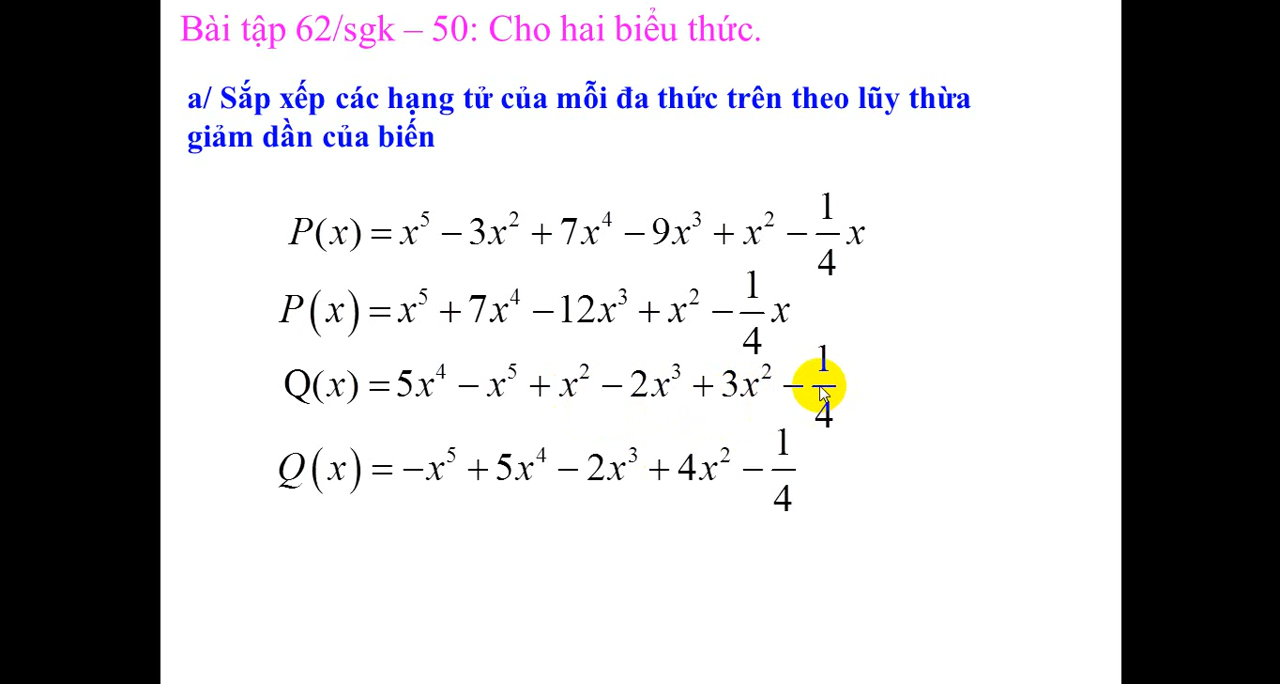 Bài tập 62/sgk – 50: Cho hai biểu thức.
a/ Sắp xếp các hạng tử của mỗi đa thức trên theo lũy thừa
giảm dần của biến
P(x) = x⁵ − 3x² + 7x⁴ − 9x³ + x² − 1/4 x
P(x) = x⁵ + 7x⁴ − 12x³ + x² − 1/4 x
Q(x) = 5x⁴ − x⁵ + x² − 2x³ + 3x² − 1/4
Q(x) = −x⁵ + 5x⁴ − 2x³ + 4x² − 1/4